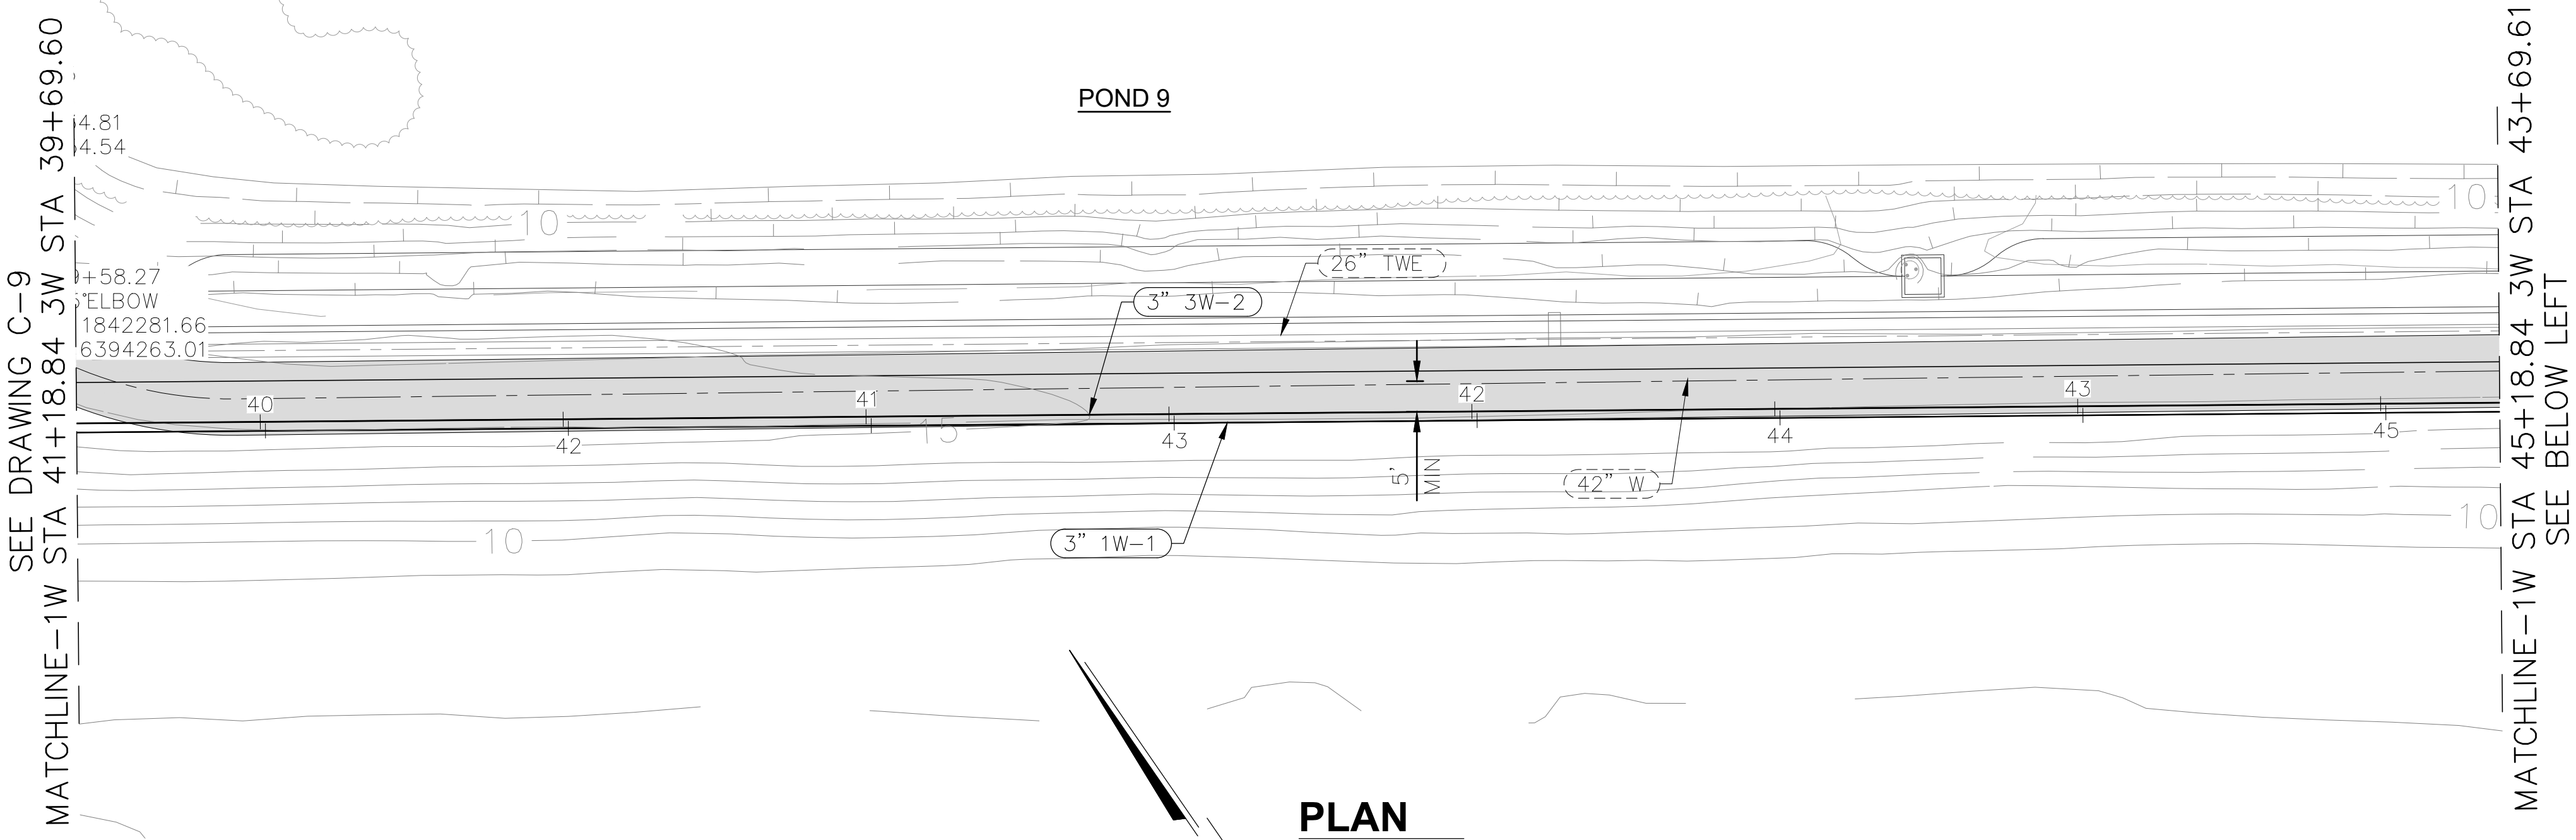 SEE DRAWING C-9
MATCHLINE-1W STA 41+18.84 3W STA 39+69.60
4.81
4.54
POND 9
10
10
+58.27
ELBOW
1842281.66
6394263.01
26” TWE
3” 3W-2
40
41
42
43
42
15
43
44
45
5'
MIN
42” W
3” 1W-1
10
10
PLAN
MATCHLINE-1W STA 45+18.84 3W STA 43+69.61
SEE BELOW LEFT